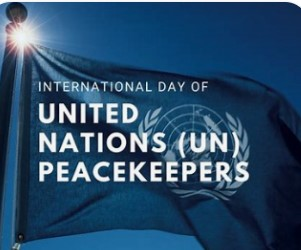 INTERNATIONAL DAY OF
UNITED
NATIONS (UN)
PEACEKEEPERS